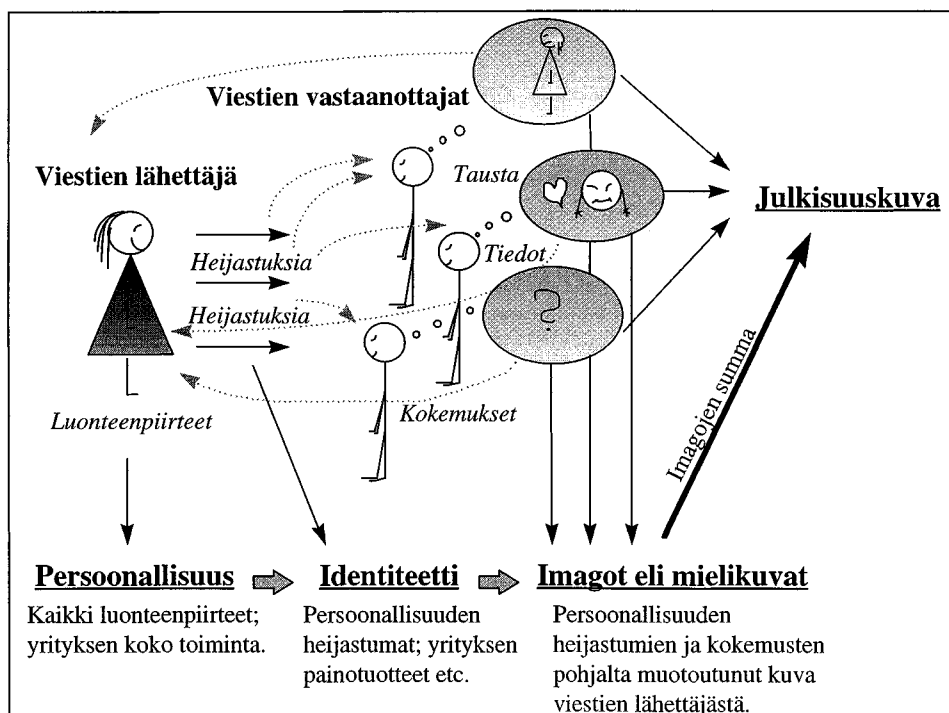 Viestien vastaanottajat
Viestien lähettäjä
Tausta
Julkisuuskuva
Heijastuksia
Tiedot
Heijastuksia
?
Luonteenpiirteet
Kokemukset
Imagojen summa
Persoonallisuus
Kaikki luonteenpiirteet;
yrityksen koko toiminta.
Identiteetti
Persoonallisuuden
heijastumat; yrityksen
painotuotteet etc.
Imagot eli mielikuvat
Persoonallisuuden
heijastumien ja kokemusten
pohjalta muotoutunut kuva
viestien lähettäjästä.